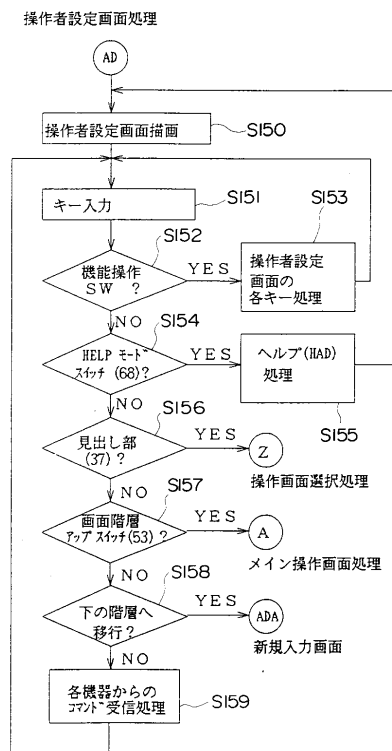 操作者設定画面処理
AD
操作者設定画面描画
S150
キー入力
S151
S152
機能操作
SW ?
YES
S153
操作者設定
画面の
各キー処理
NO
S154
HELP モード
スイッチ (68)?
YES
ヘルプ(HAD)
処理
S155
NO
S156
見出し部
(37) ?
YES
Z
操作画面選択処理
NO
S157
画面階層
アップスイッチ(53) ?
YES
A
メイン操作画面処理
NO
S158
下の階層へ
移行?
YES
ADA
新規入力画面
NO
各機器からの
コマンド受信処理
S159